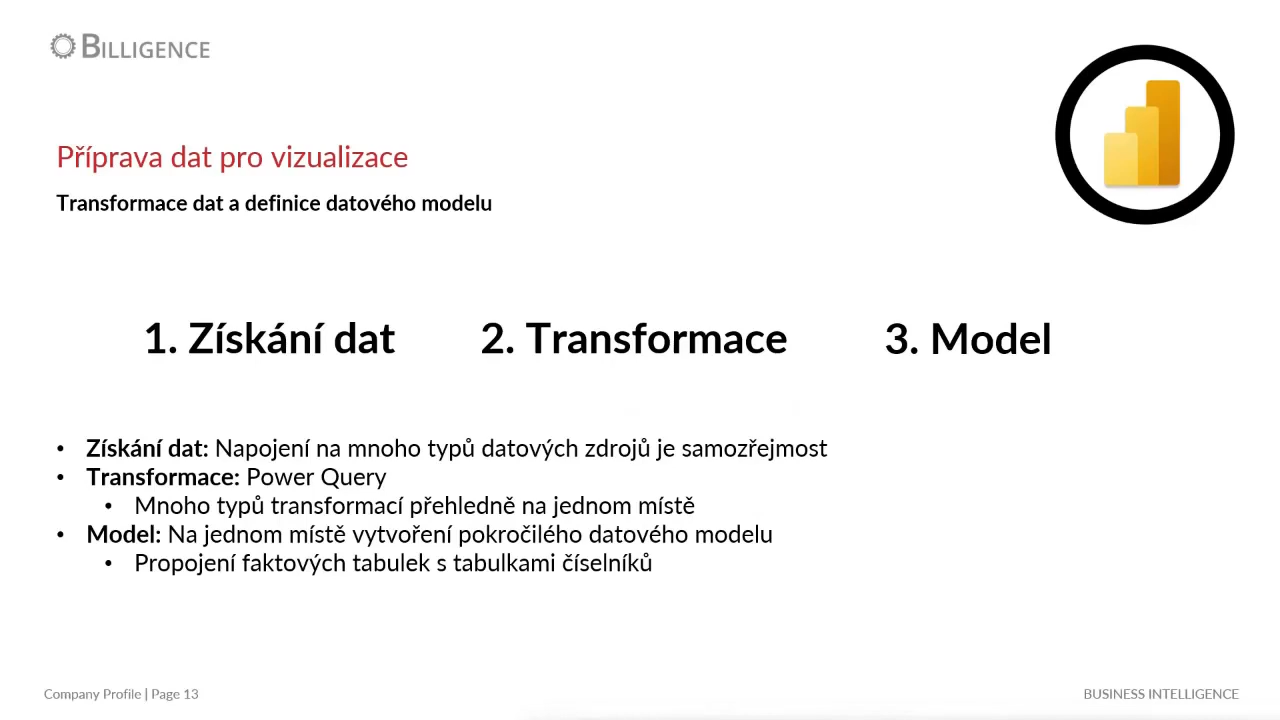 BILLIGENCE
Příprava dat pro vizualizace
Transformace dat a definice datového modelu
1. Získání dat
2. Transformace
3. Model
• Získání dat: Napojení na mnoho typů datových zdrojů je samozřejmost
• Transformace: Power Query
• Mnoho typů transformací přehledně na jednom místě
• Model: Na jednom místě vytvoření pokročilého datového modelu
• Propojení faktových tabulek s tabulkami číselníků
Company Profile | Page 13
BUSINESS INTELLIGENCE